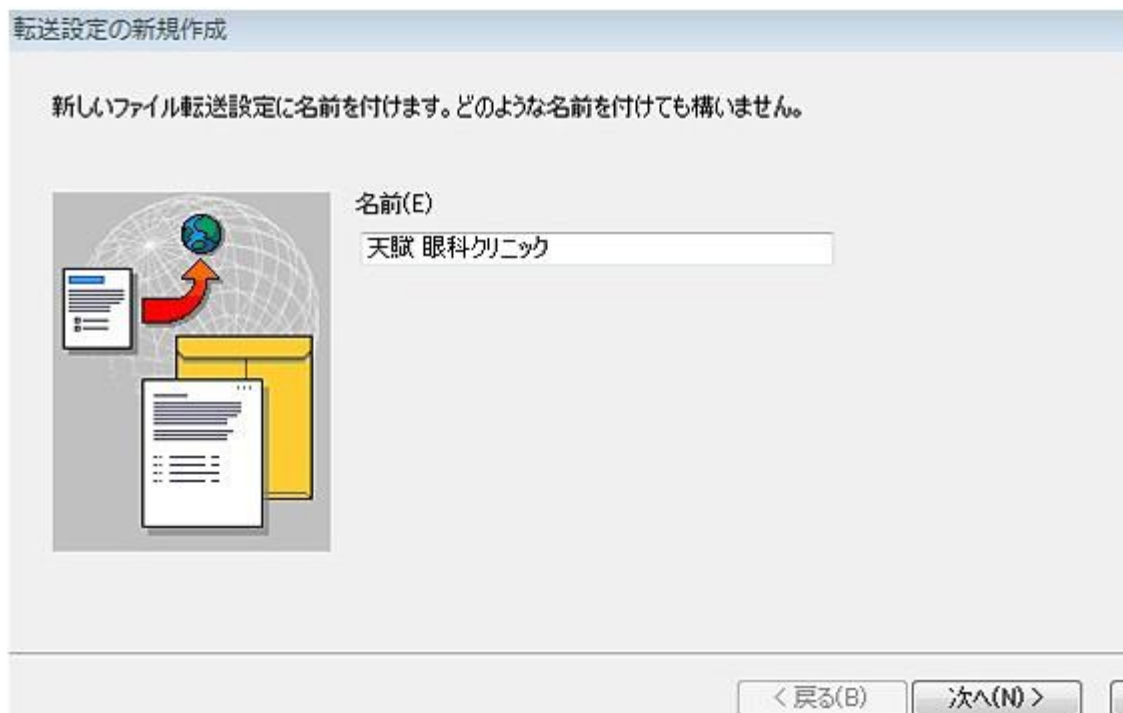 転送設定の新規作成
新しいファイル転送設定に名前を付けます。どのような名前を付けても構いません。
名前(E)
天賦 眼科クリニック
< 戻る(B)
次へ(N) >